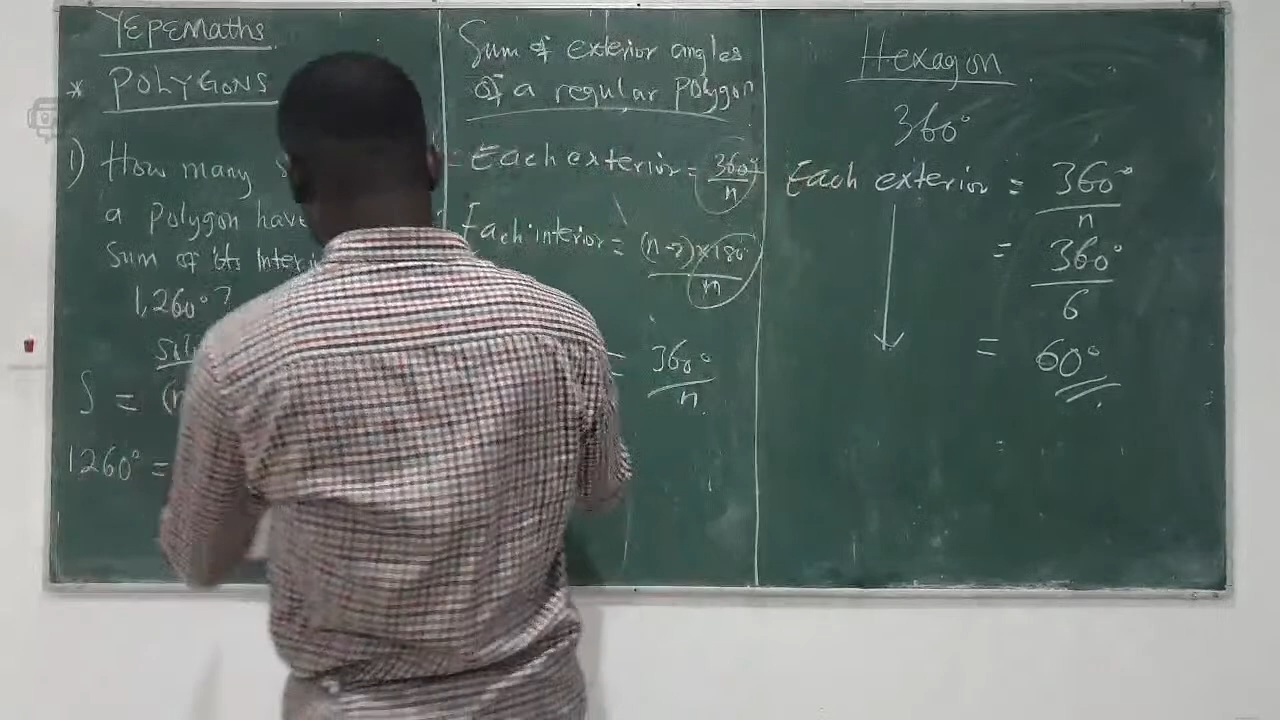 YEPEMaths
* POLYGONS
1) How many
a Polygon have
Sum of its Interi
1,260°?
Solu
S = (n
1260° =
Sum of exterior angles
of a regular Polygon
= Each exterior = 360°/n
Each interior = (n-2)×180°/n
= 360°/n
Hexagon
360°
Each exterior = 360°/n
= 360°/6
= 60°